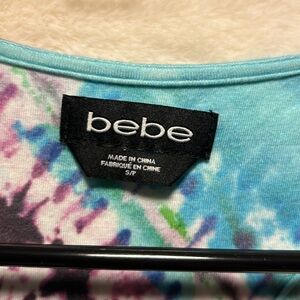 bebe
MADE IN CHINA
FABRIQUÉ EN CHINE
S/P